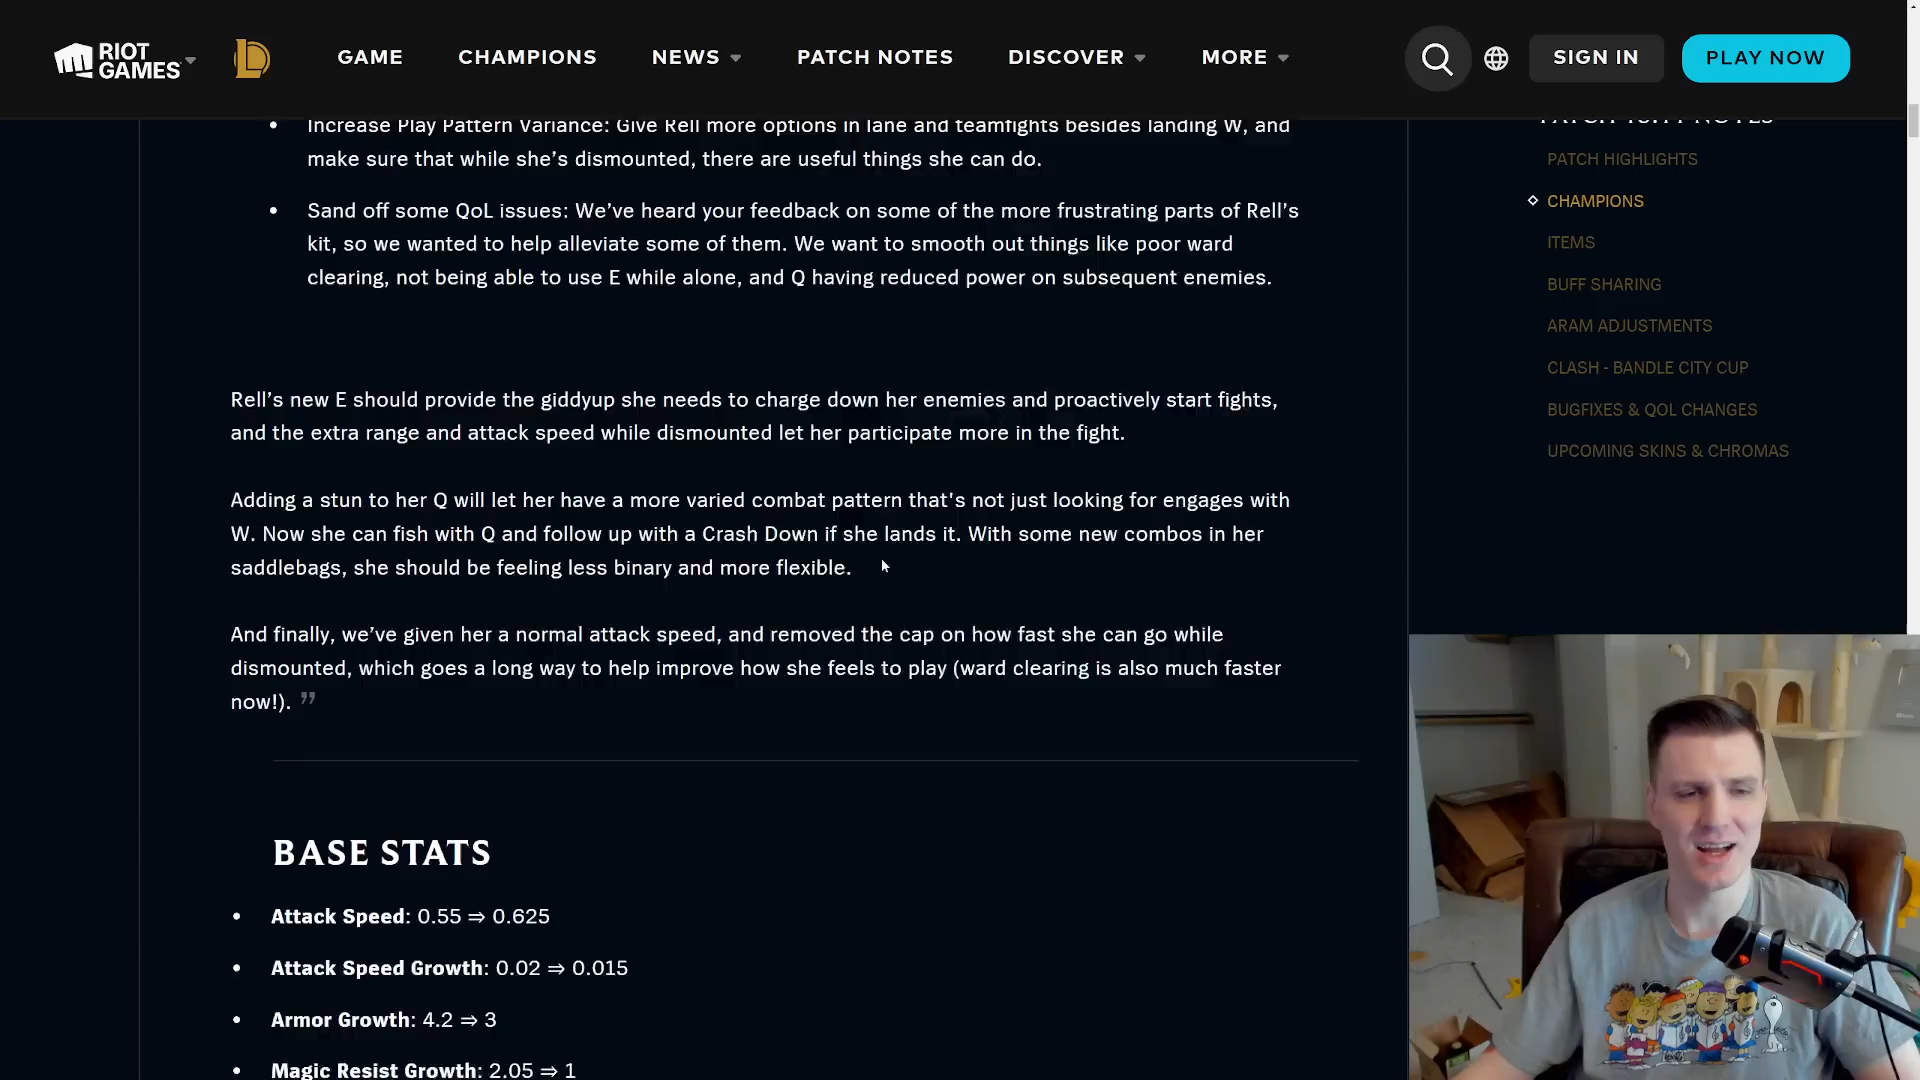 RIOT GAMES
GAME
CHAMPIONS
NEWS
PATCH NOTES
DISCOVER
MORE
SIGN IN
PLAY NOW
• Increase Play Pattern Variance: Give Rell more options in lane and teamfights besides landing W, and
make sure that while she’s dismounted, there are useful things she can do.
• Sand off some QoL issues: We’ve heard your feedback on some of the more frustrating parts of Rell’s
kit, so we wanted to help alleviate some of them. We want to smooth out things like poor ward
clearing, not being able to use E while alone, and Q having reduced power on subsequent enemies.
Rell’s new E should provide the giddyup she needs to charge down her enemies and proactively start fights,
and the extra range and attack speed while dismounted let her participate more in the fight.
Adding a stun to her Q will let her have a more varied combat pattern that's not just looking for engages with
W. Now she can fish with Q and follow up with a Crash Down if she lands it. With some new combos in her
saddlebags, she should be feeling less binary and more flexible.
And finally, we’ve given her a normal attack speed, and removed the cap on how fast she can go while
dismounted, which goes a long way to help improve how she feels to play (ward clearing is also much faster
now!). ”
BASE STATS
• Attack Speed: 0.55 ⇒ 0.625
• Attack Speed Growth: 0.02 ⇒ 0.015
• Armor Growth: 4.2 ⇒ 3
• Magic Resist Growth: 2.05 ⇒ 1
NOTES
PATCH HIGHLIGHTS
CHAMPIONS
ITEMS
BUFF SHARING
ARAM ADJUSTMENTS
CLASH - BANDLE CITY CUP
BUGFIXES & QOL CHANGES
UPCOMING SKINS & CHROMAS